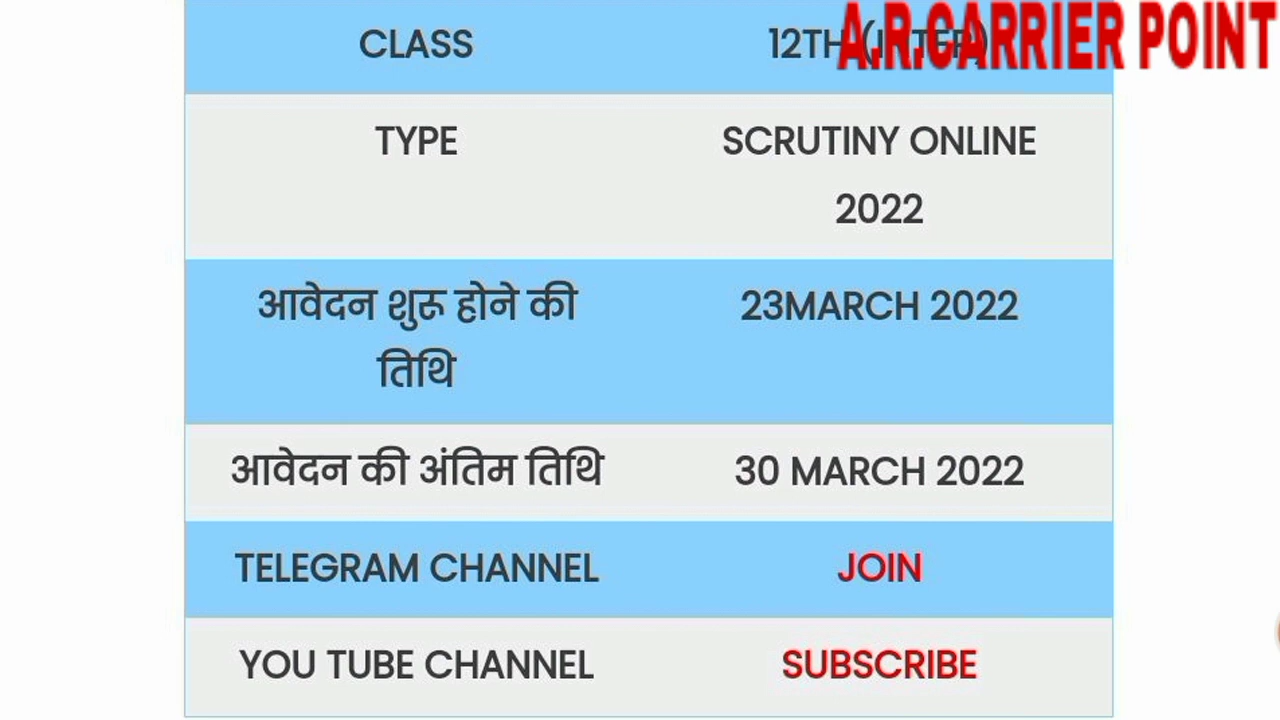 A.R.CARRIER POINT
CLASS 12TH (INTER)
TYPE SCRUTINY ONLINE
2022
आवेदन शुरू होने की 23MARCH 2022
तिथि
आवेदन की अंतिम तिथि 30 MARCH 2022
TELEGRAM CHANNEL JOIN
YOU TUBE CHANNEL SUBSCRIBE